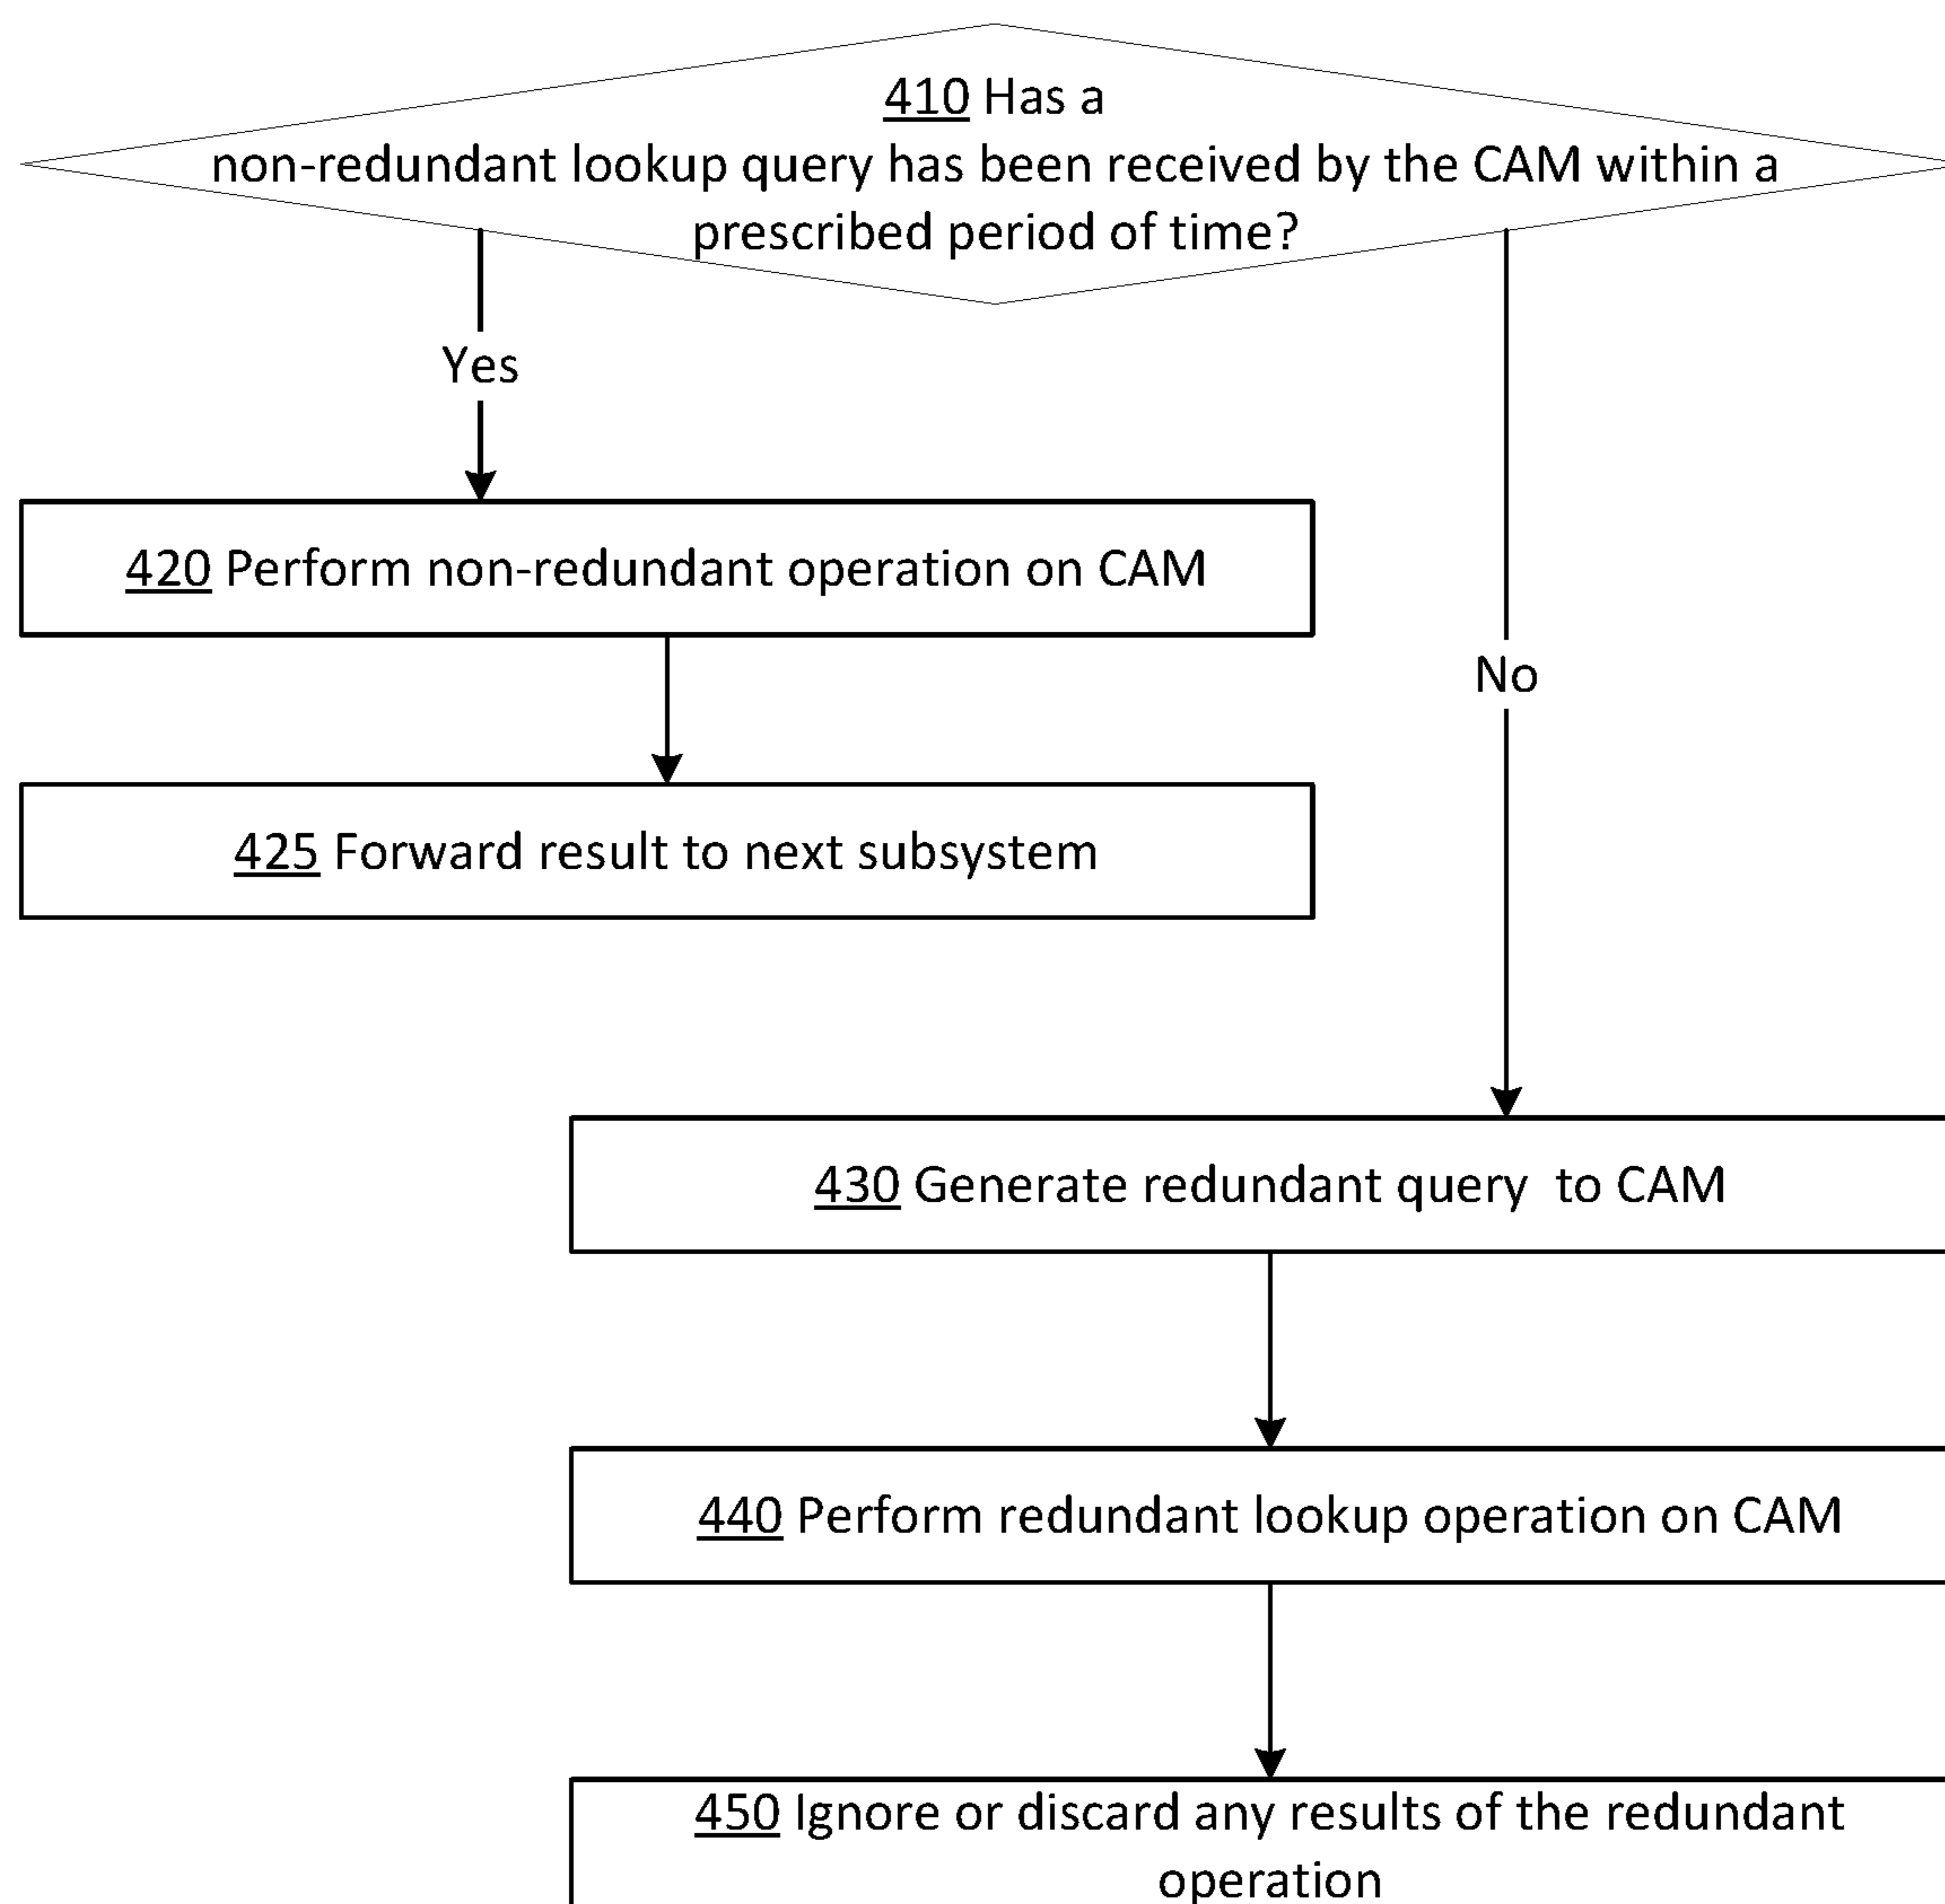 410 Has a
non-redundant lookup query has been received by the CAM within a
prescribed period of time?
Yes
420 Perform non-redundant operation on CAM
No
425 Forward result to next subsystem
430 Generate redundant query to CAM
440 Perform redundant lookup operation on CAM
450 Ignore or discard any results of the redundant
operation